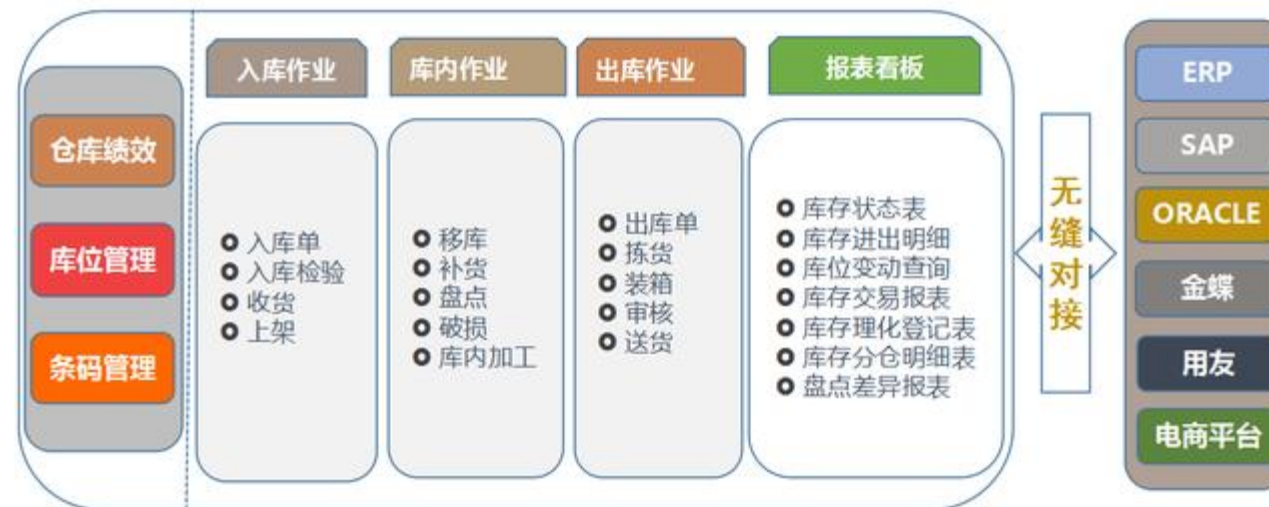 仓库绩效
库位管理
条码管理
入库作业
入库单
入库检验
收货
上架
库内作业
移库
补货
盘点
破损
库内加工
出库作业
出库单
拣货
装箱
审核
送货
报表看板
库存状态表
库存进出明细
库位变动查询
库存交易报表
库存理化登记表
库存分仓明细表
盘点差异报表
无
缝
对
接
ERP
SAP
ORACLE
金蝶
用友
电商平台